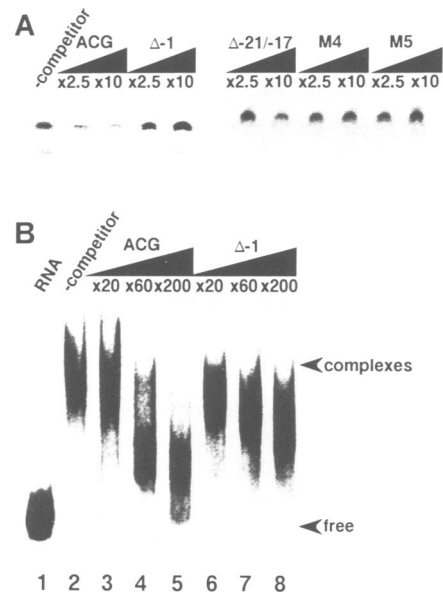 A
-competitor ACG Δ-1 Δ-21/-17 M4 M5
x2.5 x10 x2.5 x10 x2.5 x10 x2.5 x10 x2.5 x10
B
RNA -competitor ACG Δ-1
x20 x60 x200 x20 x60 x200
complexes
free
1 2 3 4 5 6 7 8